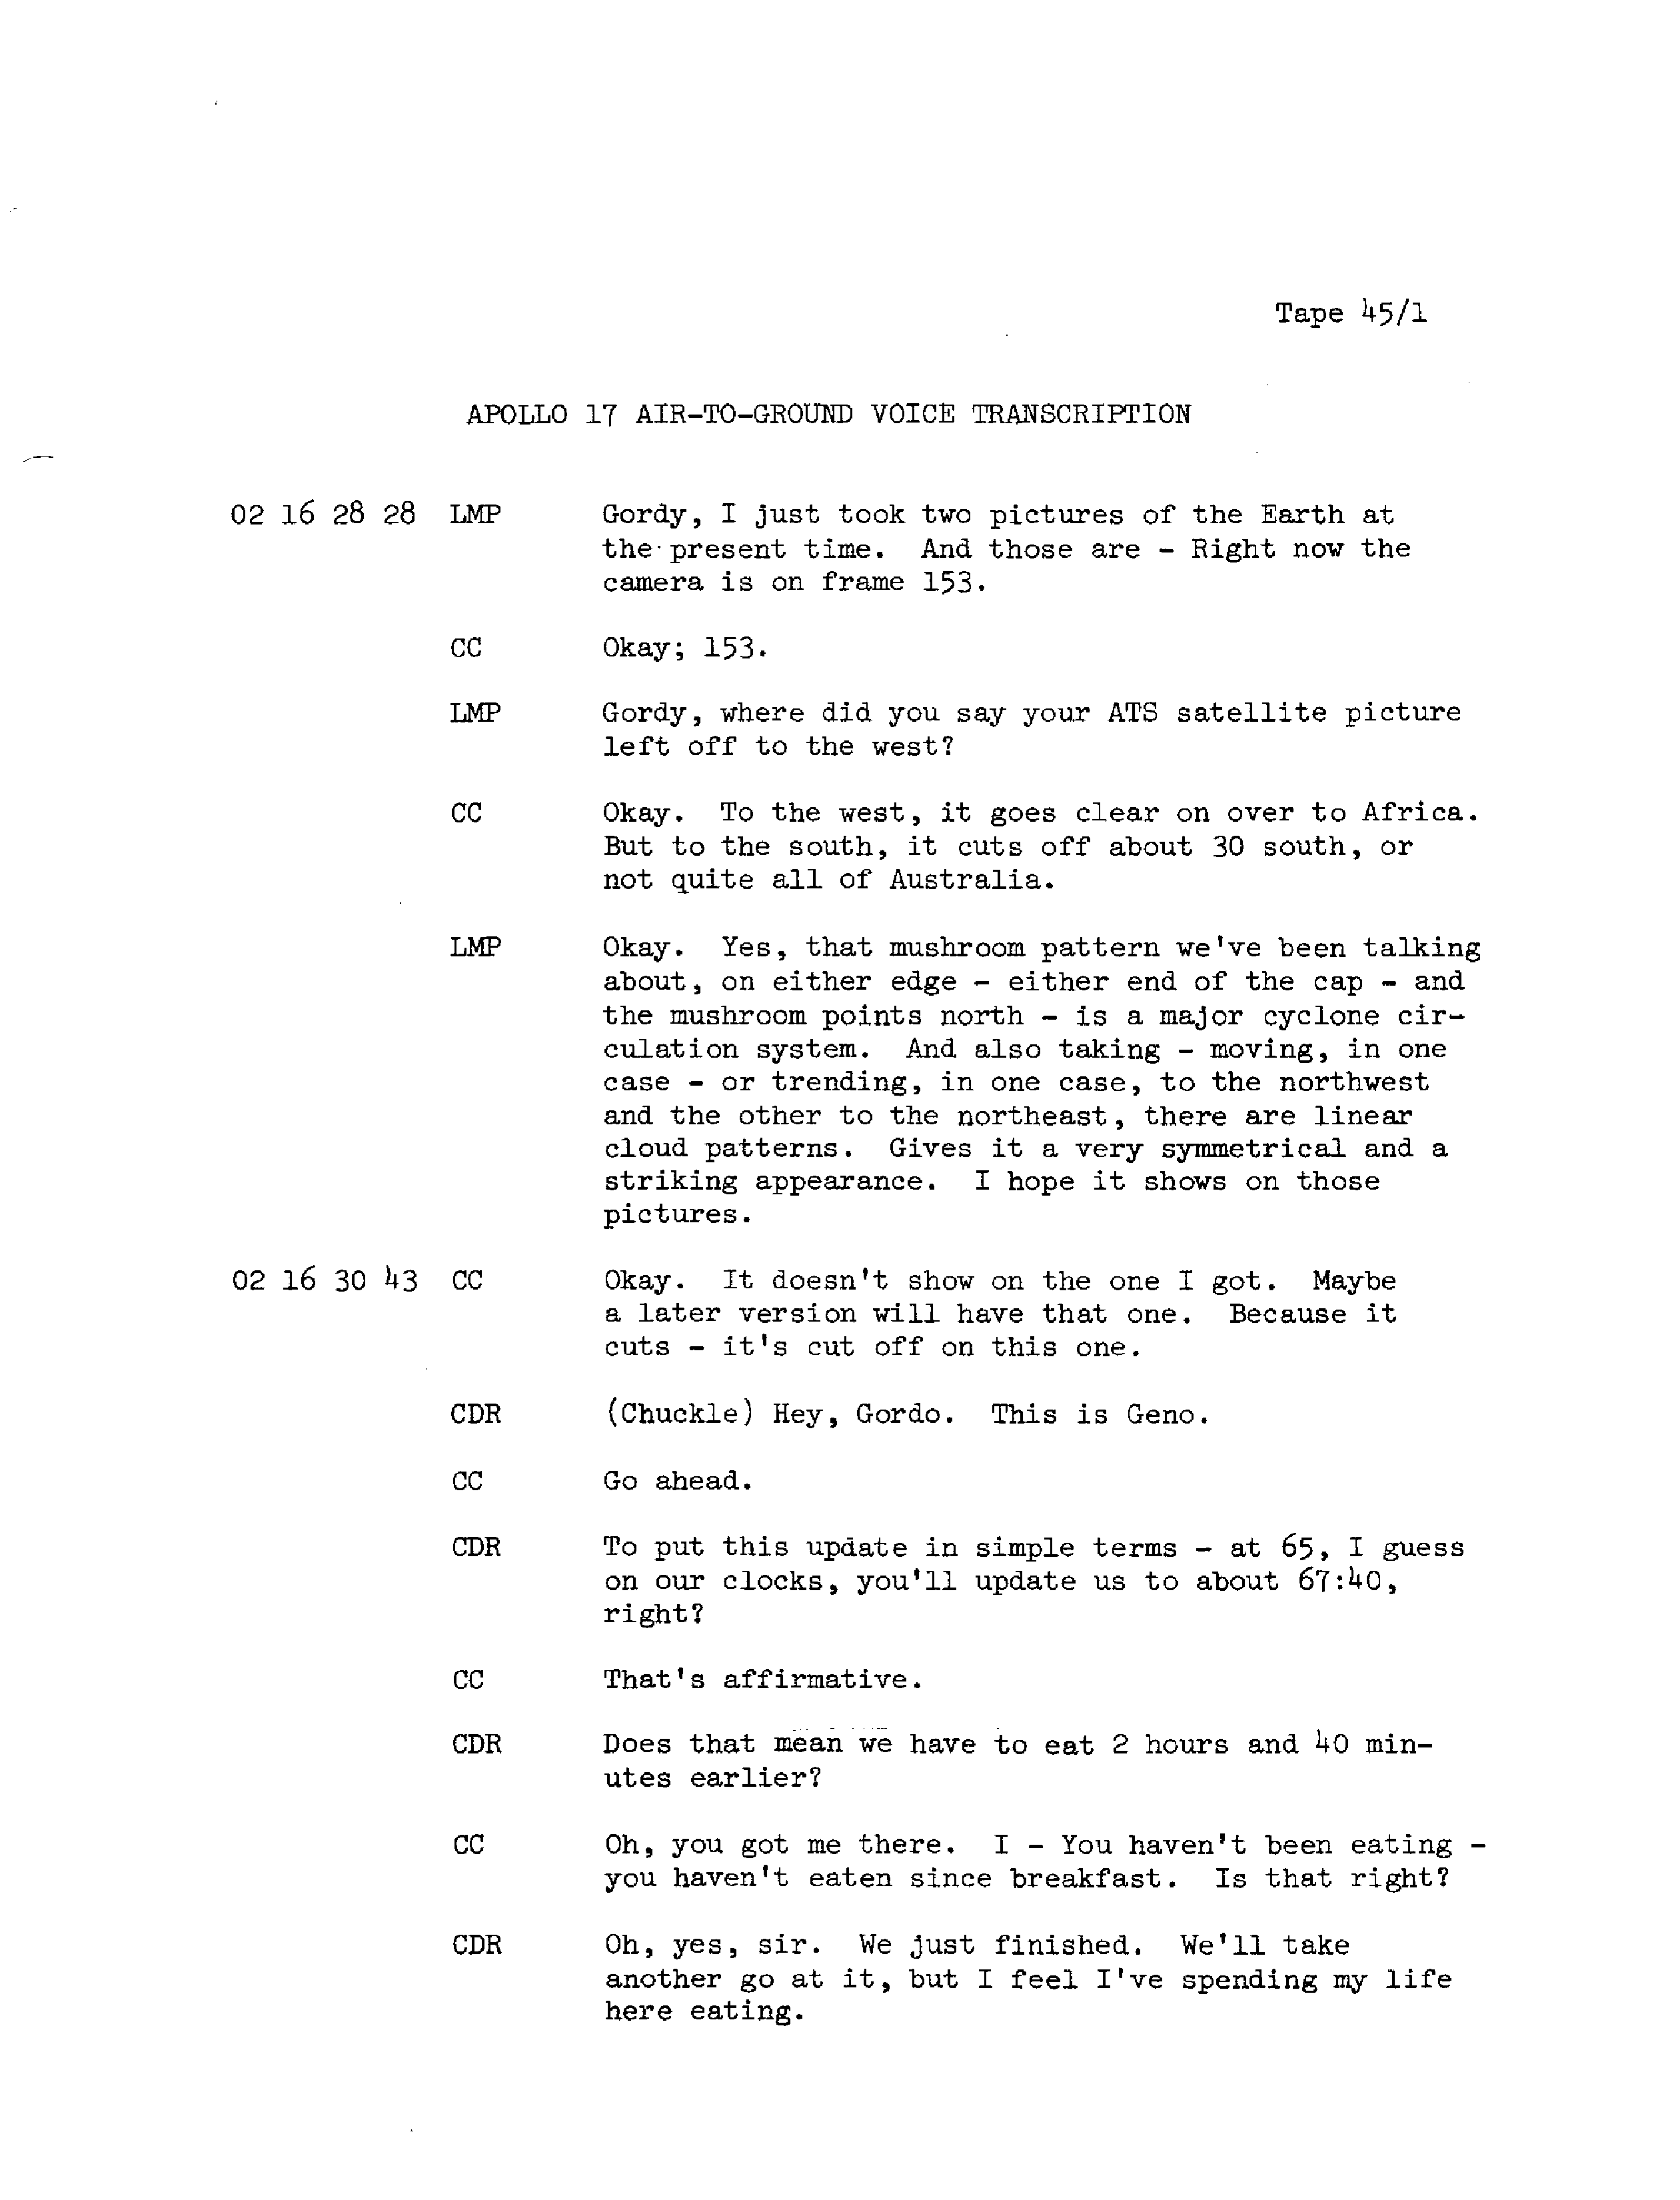 Tape 45/1
APOLLO 17 AIR-TO-GROUND VOICE TRANSCRIPTION
02 16 28 28 LMP Gordy, I just took two pictures of the Earth at
the present time. And those are - Right now the
camera is on frame 153.
CC Okay; 153.
LMP Gordy, where did you say your ATS satellite picture
left off to the west?
CC Okay. To the west, it goes clear on over to Africa.
But to the south, it cuts off about 30 south, or
not quite all of Australia.
LMP Okay. Yes, that mushroom pattern we've been talking
about, on either edge - either end of the cap - and
the mushroom points north - is a major cyclone cir-
culation system. And also taking - moving, in one
case - or trending, in one case, to the northwest
and the other to the northeast, there are linear
cloud patterns. Gives it a very symmetrical and a
striking appearance. I hope it shows on those
pictures.
02 16 30 43 CC Okay. It doesn't show on the one I got. Maybe
a later version will have that one. Because it
cuts - it's cut off on this one.
CDR (Chuckle) Hey, Gordo. This is Geno.
CC Go ahead.
CDR To put this update in simple terms - at 65, I guess
on our clocks, you'll update us to about 67:40,
right?
CC That's affirmative.
CDR Does that mean we have to eat 2 hours and 40 min-
utes earlier?
CC Oh, you got me there. I - You haven't been eating -
you haven't eaten since breakfast. Is that right?
CDR Oh, yes, sir. We just finished. We'll take
another go at it, but I feel I've spending my life
here eating.